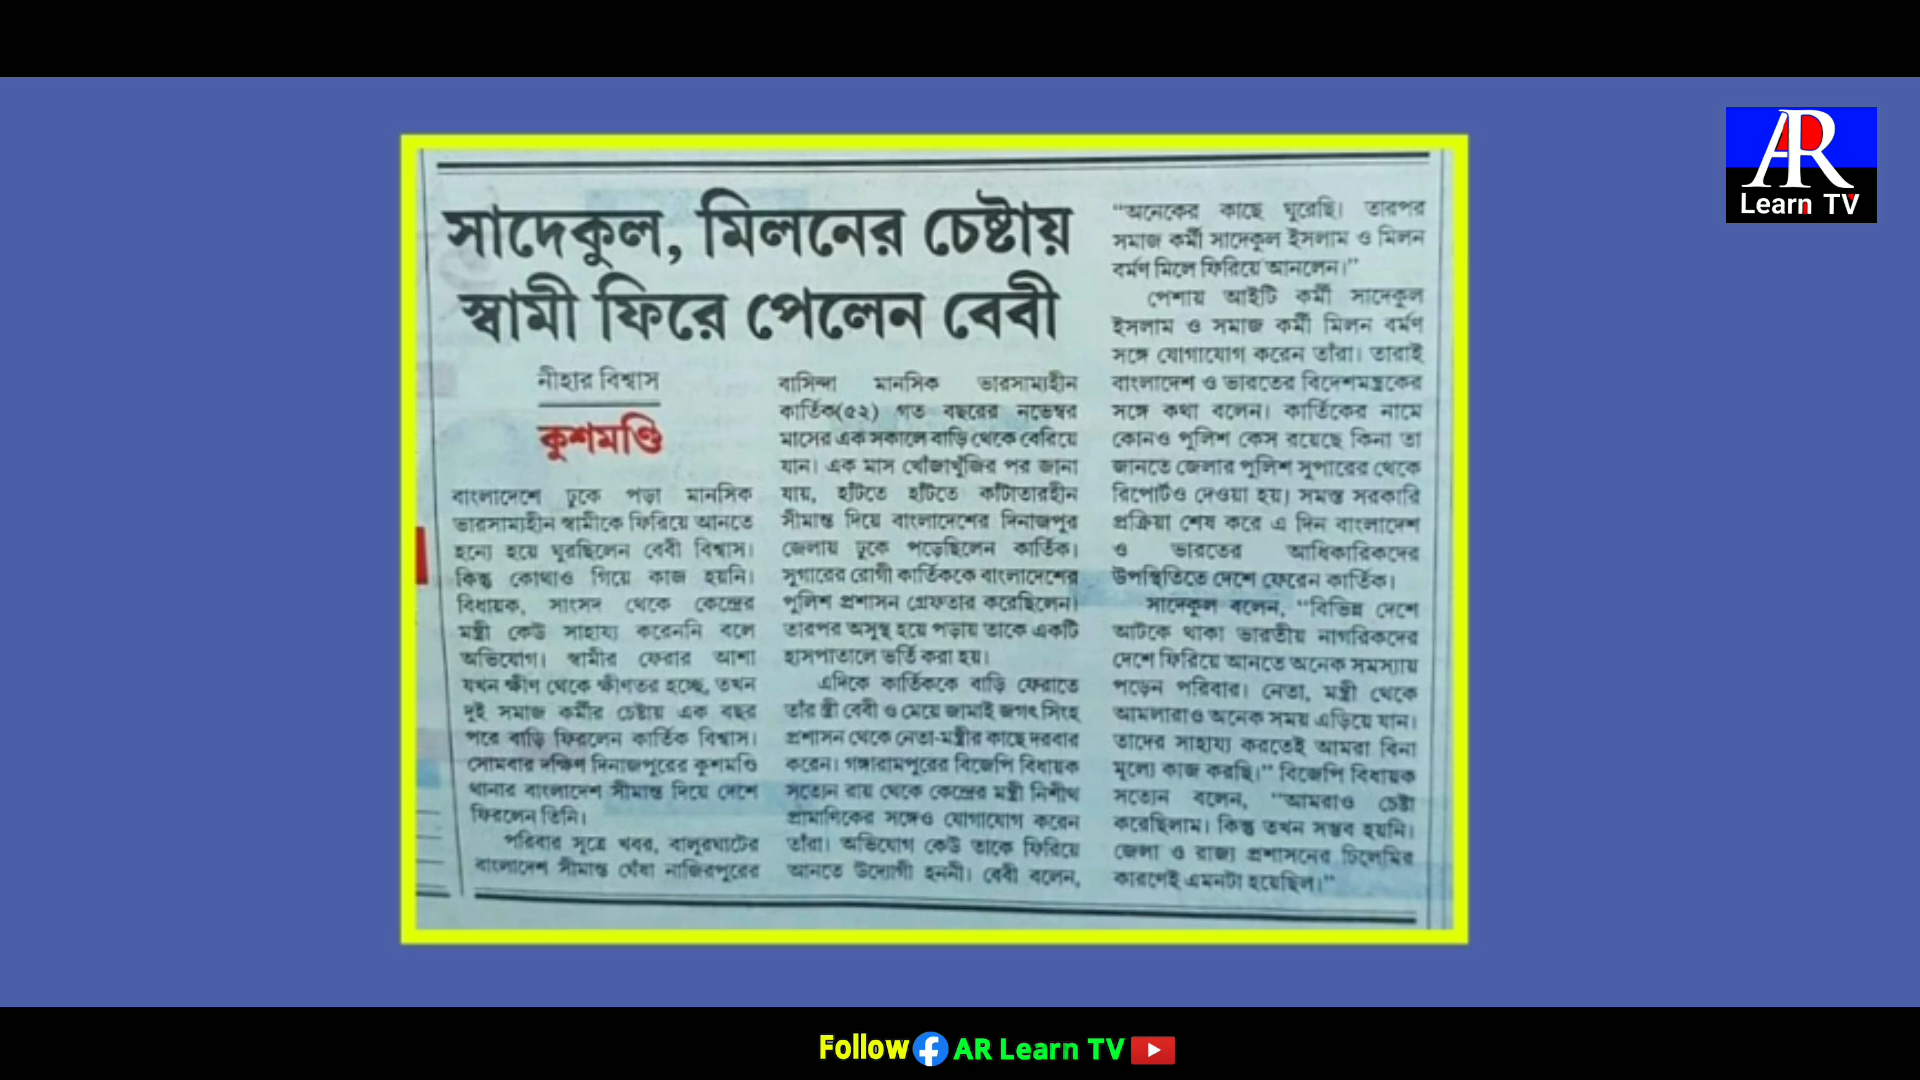 সাদেকুল, মিলনের চেষ্টায়
স্বামী ফিরে পেলেন বেবী
নীহার বিশ্বাস
কুশমণ্ডি
বাংলাদেশে ঢুকে পড়া মানসিক
ভারসাম্যহীন স্বামীকে ফিরিয়ে আনতে
হন্যে হয়ে ঘুরছিলেন বেবী বিশ্বাস।
কিন্তু কোথাও গিয়ে কাজ হয়নি।
বিধায়ক, সাংসদ থেকে কেন্দ্রের
মন্ত্রী কেউ সাহায্য করেননি বলে
অভিযোগ। স্বামীর ফেরার আশা
যখন ক্ষীণ থেকে ক্ষীণতর হচ্ছে, তখন
দুই সমাজ কর্মীর চেষ্টায় এক বছর
পরে বাড়ি ফিরলেন কার্তিক বিশ্বাস।
সোমবার দক্ষিণ দিনাজপুরের কুশমণ্ডি
থানার বাংলাদেশ সীমান্ত দিয়ে দেশে
ফিরলেন তিনি।
পরিবার সূত্রে খবর, বালুরঘাটের
বাংলাদেশ সীমান্ত ঘেঁষা নাজিরপুরের
বাসিন্দা মানসিক ভারসাম্যহীন
কার্তিক(৫২) গত বছরের নভেম্বর
মাসের এক সকালে বাড়ি থেকে বেরিয়ে
যান। এক মাস খোঁজাখুঁজির পর জানা
যায়, হাঁটতে হাঁটতে কাঁটাতারহীন
সীমান্ত দিয়ে বাংলাদেশের দিনাজপুর
জেলায় ঢুকে পড়েছিলেন কার্তিক।
সুগারের রোগী কার্তিককে বাংলাদেশের
পুলিশ প্রশাসন গ্রেফতার করেছিলেন।
তারপর অসুস্থ হয়ে পড়ায় তাকে একটি
হাসপাতালে ভর্তি করা হয়।
এদিকে কার্তিককে বাড়ি ফেরাতে
তাঁর স্ত্রী বেবী ও মেয়ে জামাই জগৎ সিংহ
প্রশাসন থেকে নেতা-মন্ত্রীর কাছে দরবার
করেন। গঙ্গারামপুরের বিজেপি বিধায়ক
সত্যেন রায় থেকে কেন্দ্রের মন্ত্রী নিশীথ
প্রামাণিকের সঙ্গেও যোগাযোগ করেন
তাঁরা। অভিযোগ কেউ তাকে ফিরিয়ে
আনতে উদ্যোগী হননী। বেবী বলেন,
“অনেকের কাছে ঘুরেছি। তারপর
সমাজ কর্মী সাদেকুল ইসলাম ও মিলন
বর্মণ মিলে ফিরিয়ে আনলেন।”
পেশায় আইটি কর্মী সাদেকুল
ইসলাম ও সমাজ কর্মী মিলন বর্মণ
সঙ্গে যোগাযোগ করেন তাঁরা। তারাই
বাংলাদেশ ও ভারতের বিদেশমন্ত্রকের
সঙ্গে কথা বলেন। কার্তিকের নামে
কোনও পুলিশ কেস রয়েছে কিনা তা
জানতে জেলার পুলিশ সুপারের থেকে
রিপোর্টও দেওয়া হয়। সমস্ত সরকারি
প্রক্রিয়া শেষ করে এ দিন বাংলাদেশ
ও ভারতের আধিকারিকদের
উপস্থিতিতে দেশে ফেরেন কার্তিক।
সাদেকুল বলেন, “বিভিন্ন দেশে
আটকে থাকা ভারতীয় নাগরিকদের
দেশে ফিরিয়ে আনতে অনেক সমস্যায়
পড়েন পরিবার। নেতা, মন্ত্রী থেকে
আমলারাও অনেক সময় এড়িয়ে যান।
তাদের সাহায্য করতেই আমরা বিনা
মূল্যে কাজ করছি।” বিজেপি বিধায়ক
সত্যেন বলেন, “আমরাও চেষ্টা
করেছিলাম। কিন্তু তখন সম্ভব হয়নি।
জেলা ও রাজ্য প্রশাসনের ঢিলেমির
কারণেই এমনটা হয়েছিল।”
AR
Learn TV
Follow AR Learn TV